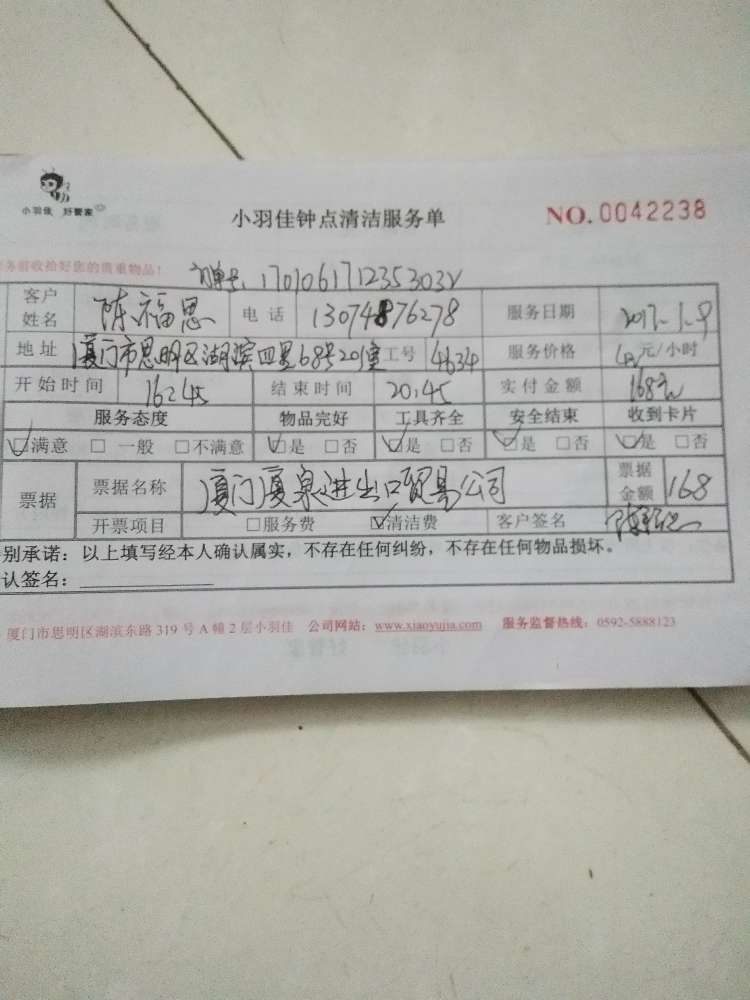 小羽佳 好管家
小羽佳钟点清洁服务单
NO. 0042238
务前收拾好您的贵重物品!
订单号: 1701061712353032
客户姓名 陈福恩 电话 13074876278 服务日期 2017.1.9
地址 厦门市思明区湖滨四里68号201室 工号 4634 服务价格 元/小时
开始时间 16:45 结束时间 20:45 实付金额 168元
服务态度 物品完好 工具齐全 安全结束 收到卡片
☑满意 □一般 □不满意 ☑是 □否 ☑是 □否 ☑是 □否 ☑是 □否
票据 票据名称 厦门厦泉进出口贸易公司 票据金额 168
开票项目 □服务费 ☑清洁费 客户签名
别承诺：以上填写经本人确认属实，不存在任何纠纷，不存在任何物品损坏。
认签名：
厦门市思明区湖滨东路 319 号 A 幢 2 层小羽佳 公司网站：www.xiaoyujia.com 服务监督热线：0592-5888123